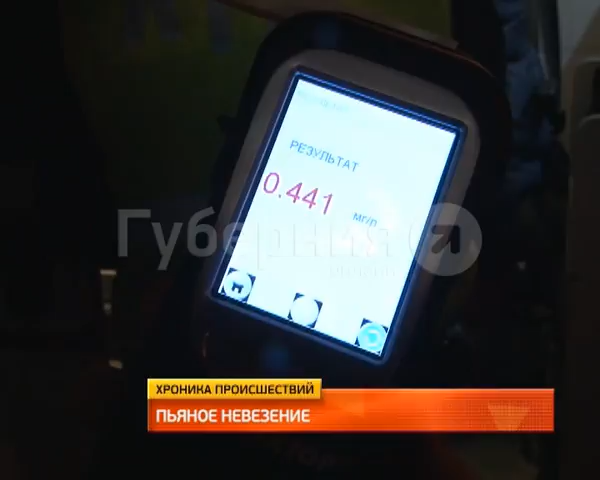 РЕЗУЛЬТАТ
0.441 мг/л
Губерния
ХРОНИКА ПРОИСШЕСТВИЙ
ПЬЯНОЕ НЕВЕЗЕНИЕ